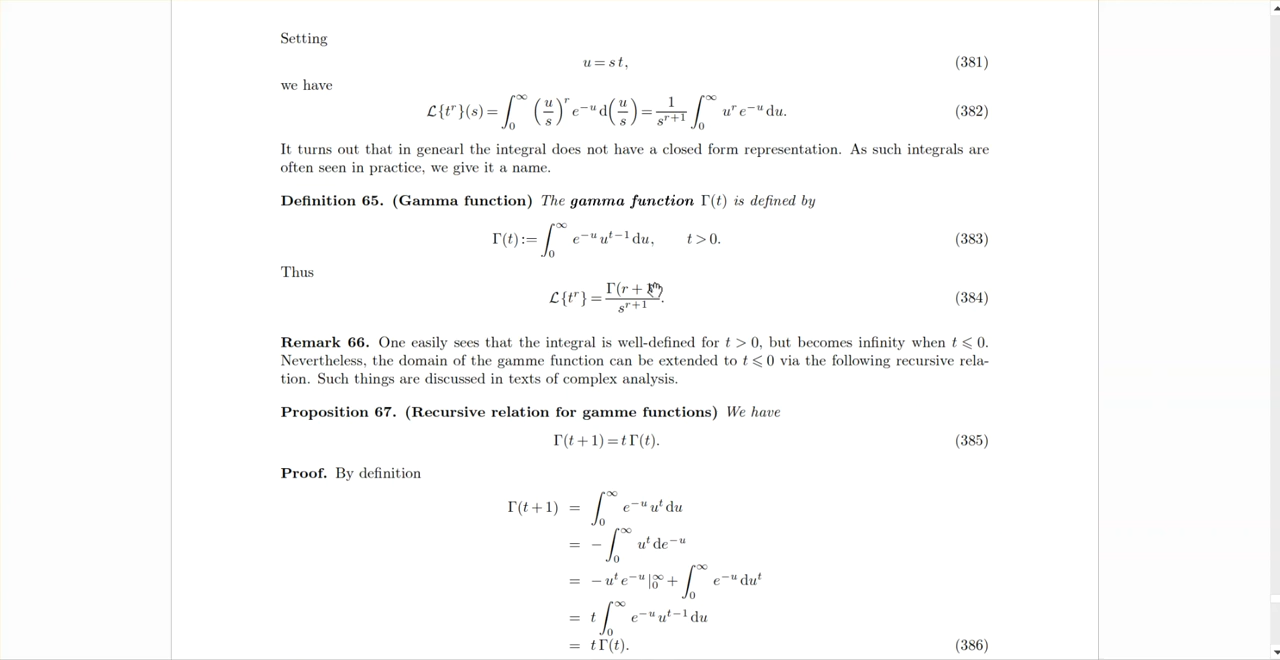 Setting
u = s t, (381)
we have
ℒ{t^r}(s) = ∫_0^∞ (u/s)^r e^{−u} d(u/s) = 1/s^{r+1} ∫_0^∞ u^r e^{−u} du. (382)
It turns out that in genearl the integral does not have a closed form representation. As such integrals are
often seen in practice, we give it a name.
Definition 65. (Gamma function) The gamma function Γ(t) is defined by
Γ(t) := ∫_0^∞ e^{−u} u^{t−1} du, t > 0. (383)
Thus
ℒ{t^r} = Γ(r + )/s^{r+1}. (384)
Remark 66. One easily sees that the integral is well-defined for t > 0, but becomes infinity when t ⩽ 0.
Nevertheless, the domain of the gamme function can be extended to t ⩽ 0 via the following recursive rela-
tion. Such things are discussed in texts of complex analysis.
Proposition 67. (Recursive relation for gamme functions) We have
Γ(t + 1) = t Γ(t). (385)
Proof. By definition
Γ(t + 1) = ∫_0^∞ e^{−u} u^t du
= − ∫_0^∞ u^t de^{−u}
= − u^t e^{−u} |_0^∞ + ∫_0^∞ e^{−u} du^t
= t ∫_0^∞ e^{−u} u^{t−1} du
= t Γ(t). (386)